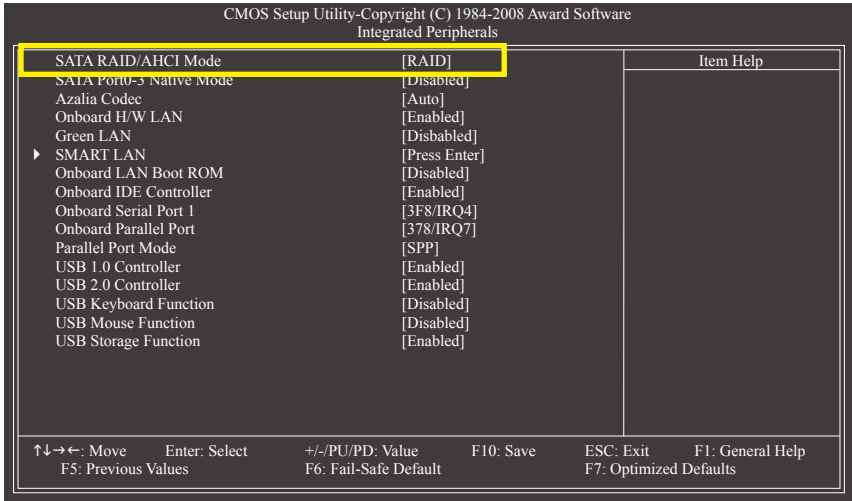 CMOS Setup Utility-Copyright (C) 1984-2008 Award Software
Integrated Peripherals
SATA RAID/AHCI Mode [RAID] Item Help
SATA Port0-3 Native Mode [Disabled]
Azalia Codec [Auto]
Onboard H/W LAN [Enabled]
Green LAN [Disbabled]
SMART LAN [Press Enter]
Onboard LAN Boot ROM [Disabled]
Onboard IDE Controller [Enabled]
Onboard Serial Port 1 [3F8/IRQ4]
Onboard Parallel Port [378/IRQ7]
Parallel Port Mode [SPP]
USB 1.0 Controller [Enabled]
USB 2.0 Controller [Enabled]
USB Keyboard Function [Disabled]
USB Mouse Function [Disabled]
USB Storage Function [Enabled]
↑↓→←: Move Enter: Select +/-/PU/PD: Value F10: Save ESC: Exit F1: General Help
F5: Previous Values F6: Fail-Safe Default F7: Optimized Defaults